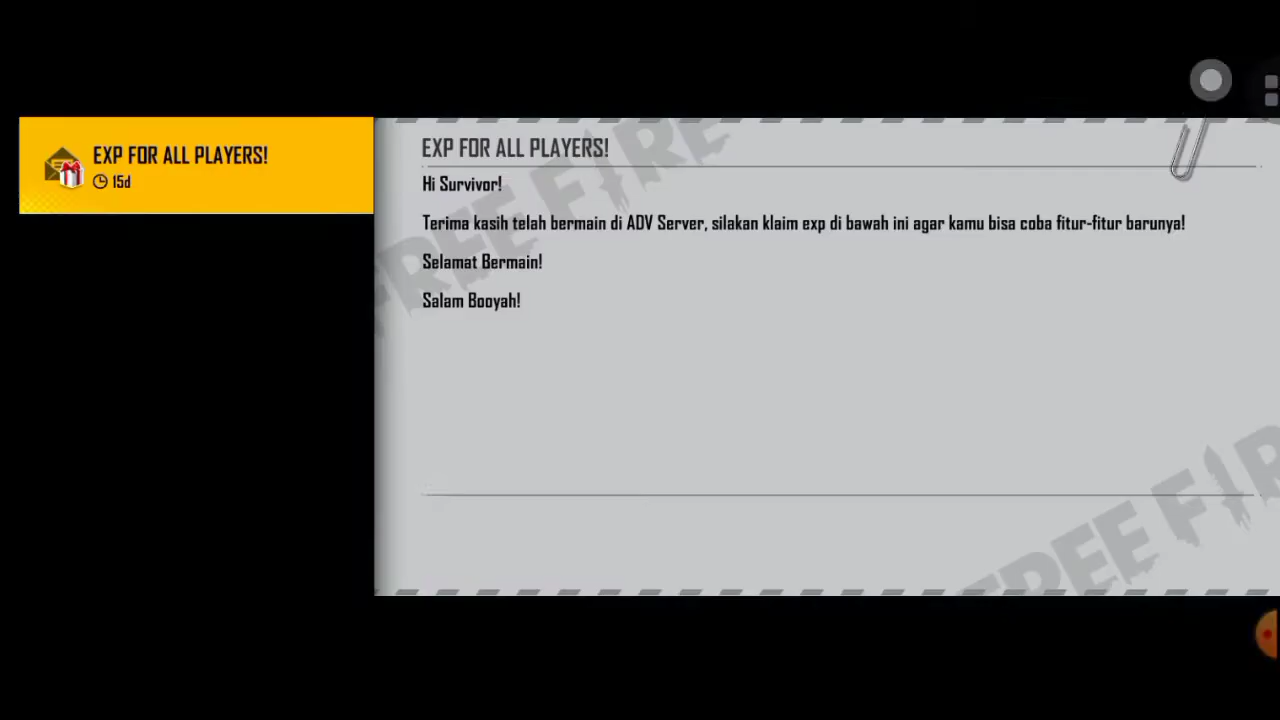 EXP FOR ALL PLAYERS!
15d
EXP FOR ALL PLAYERS!
Hi Survivor!
Terima kasih telah bermain di ADV Server, silakan klaim exp di bawah ini agar kamu bisa coba fitur-fitur barunya!
Selamat Bermain!
Salam Booyah!
FREE FIRE
FREE FIRE